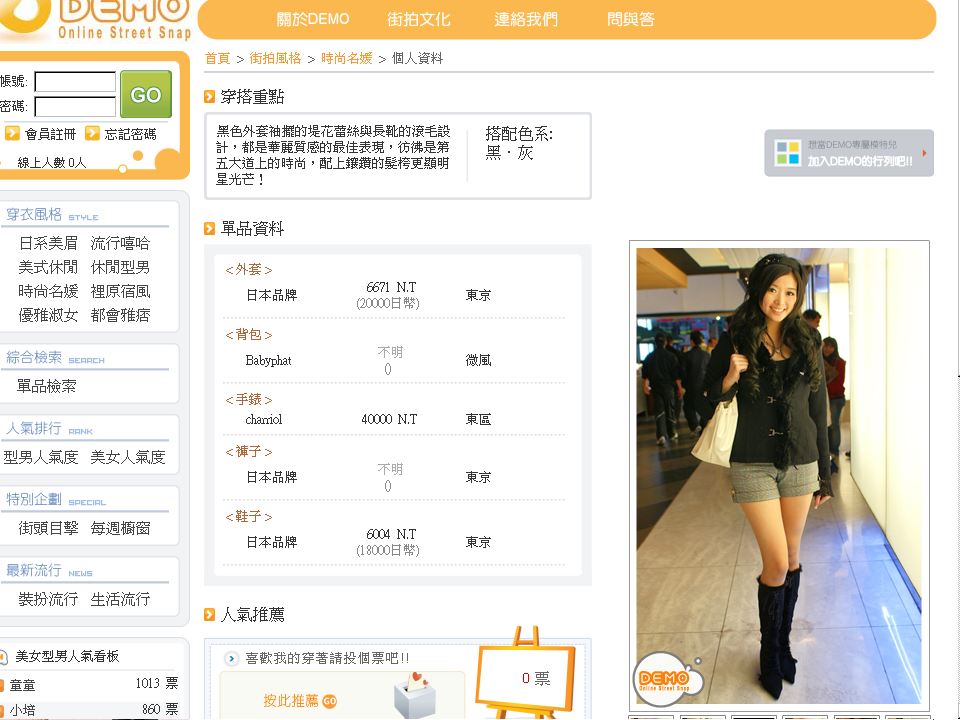 DEMO
Online Street Snap
關於DEMO 街拍文化 連絡我們 問與答
帳號:
密碼:
GO
會員註冊 忘記密碼
線上人數 0人
首頁 > 街拍風格 > 時尚名媛 > 個人資料
穿搭重點
黑色外套袖擺的堤花蕾絲與長靴的滾毛設
計，都是華麗質感的最佳表現，彷彿是第
五大道上的時尚，配上鑲鑽的髮梣更顯明
星光芒！
搭配色系:
黑．灰
想當DEMO專屬模特兒
加入DEMO的行列吧!!
穿衣風格 STYLE
日系美眉 流行嘻哈
美式休閒 休閒型男
時尚名媛 裡原宿風
優雅淑女 都會雅痞
綜合檢索 SEARCH
單品檢索
人氣排行 RANK
型男人氣度 美女人氣度
特別企劃 SPECIAL
街頭目擊 每週櫥窗
最新流行 NEWS
裝扮流行 生活流行
美女型男人氣看板
童童 1013 票
小培 860 票
單品資料
<外套>
日本品牌 6671 N.T 東京
(20000日幣)
<背包>
Babyphat 不明 微風
0
<手錶>
charriol 40000 N.T 東區
<褲子>
日本品牌 不明 東京
0
<鞋子>
日本品牌 6004 N.T 東京
(18000日幣)
人氣推薦
喜歡我的穿著請投個票吧!!
按此推薦 GO
0 票
DEMO
Online Street Snap